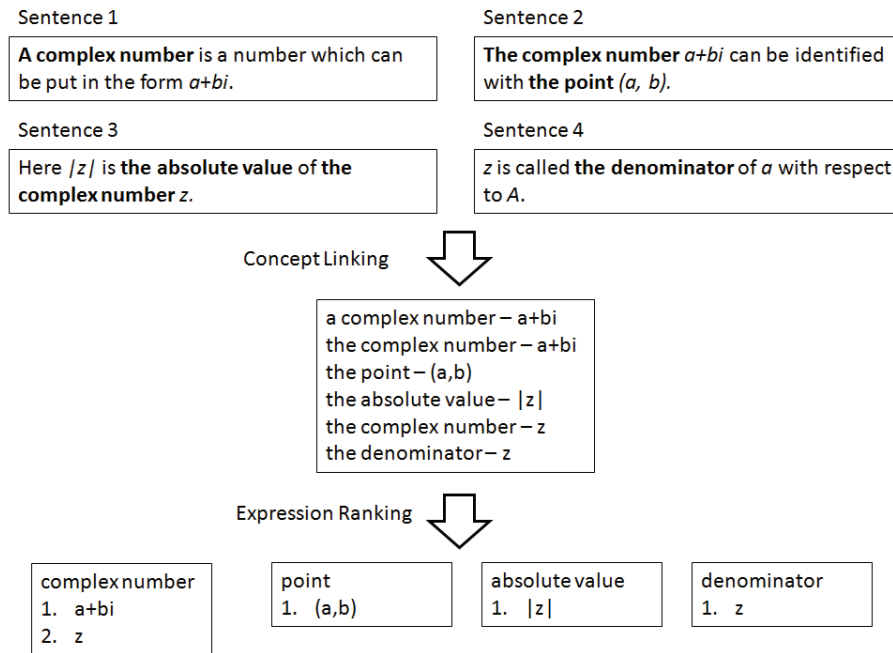 Sentence 1
A complex number is a number which can
be put in the form a+bi.
Sentence 2
The complex number a+bi can be identified
with the point (a, b).
Sentence 3
Here |z| is the absolute value of the
complex number z.
Sentence 4
z is called the denominator of a with respect
to A.
Concept Linking
a complex number – a+bi
the complex number – a+bi
the point – (a,b)
the absolute value – |z|
the complex number – z
the denominator – z
Expression Ranking
complex number
1. a+bi
2. z
point
1. (a,b)
absolute value
1. |z|
denominator
1. z